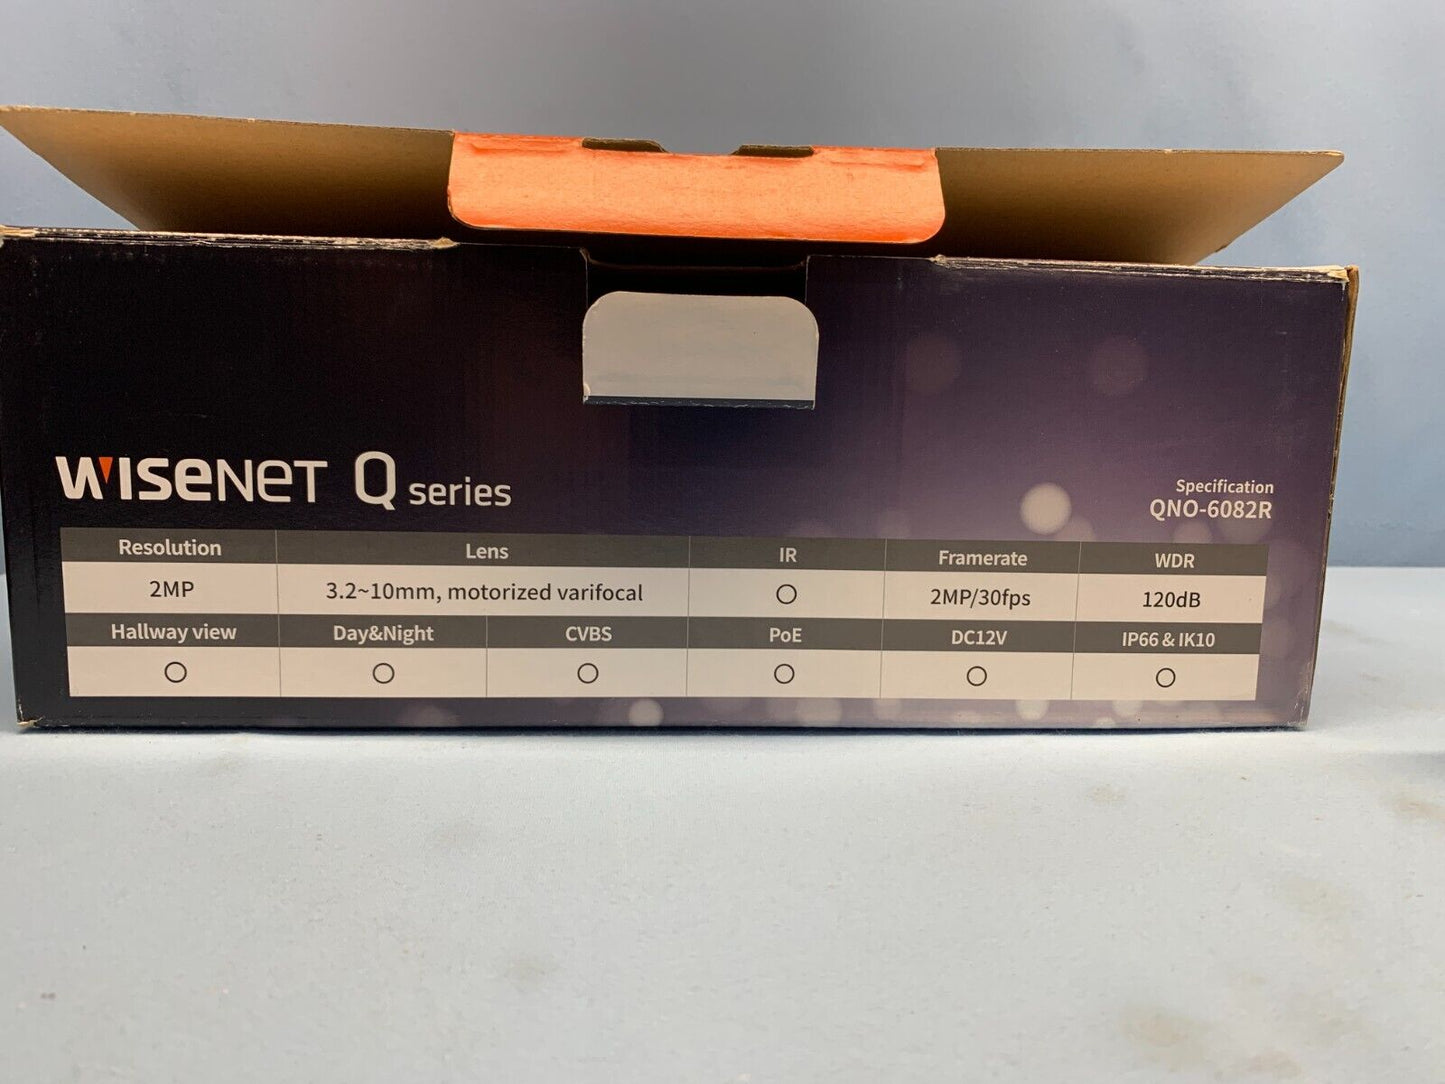 WISENET Q series
Specification
QNO-6082R
Resolution Lens IR Framerate WDR
2MP 3.2~10mm, motorized varifocal ○ 2MP/30fps 120dB
Hallway view Day&Night CVBS PoE DC12V IP66 & IK10
○ ○ ○ ○ ○ ○